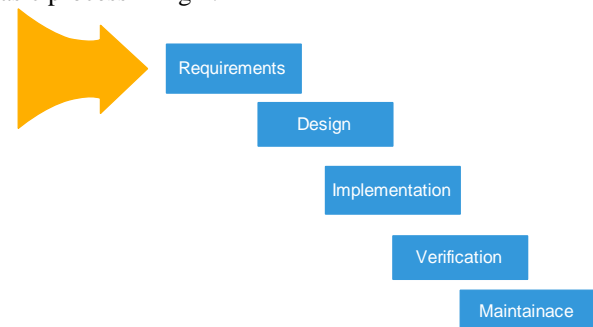 Requirements
Design
Implementation
Verification
Maintainace